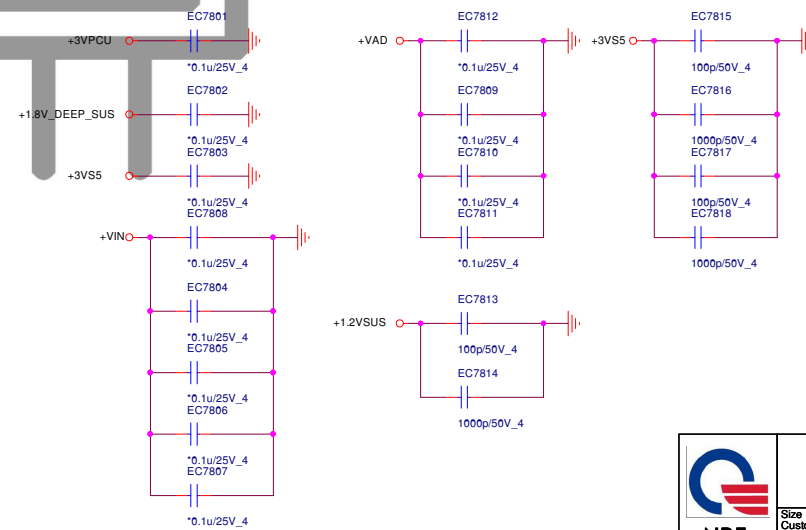 EC7801
+3VPCU
*0.1u/25V_4
EC7802
+1.8V_DEEP_SUS
*0.1u/25V_4
EC7803
+3VS5
*0.1u/25V_4
EC7808
+VIN
*0.1u/25V_4
EC7804
*0.1u/25V_4
EC7805
*0.1u/25V_4
EC7806
*0.1u/25V_4
EC7807
*0.1u/25V_4
EC7812
+VAD
*0.1u/25V_4
EC7809
*0.1u/25V_4
EC7810
*0.1u/25V_4
EC7811
*0.1u/25V_4
EC7813
+1.2VSUS
100p/50V_4
EC7814
1000p/50V_4
EC7815
+3VS5
100p/50V_4
EC7816
1000p/50V_4
EC7817
100p/50V_4
EC7818
1000p/50V_4
Size